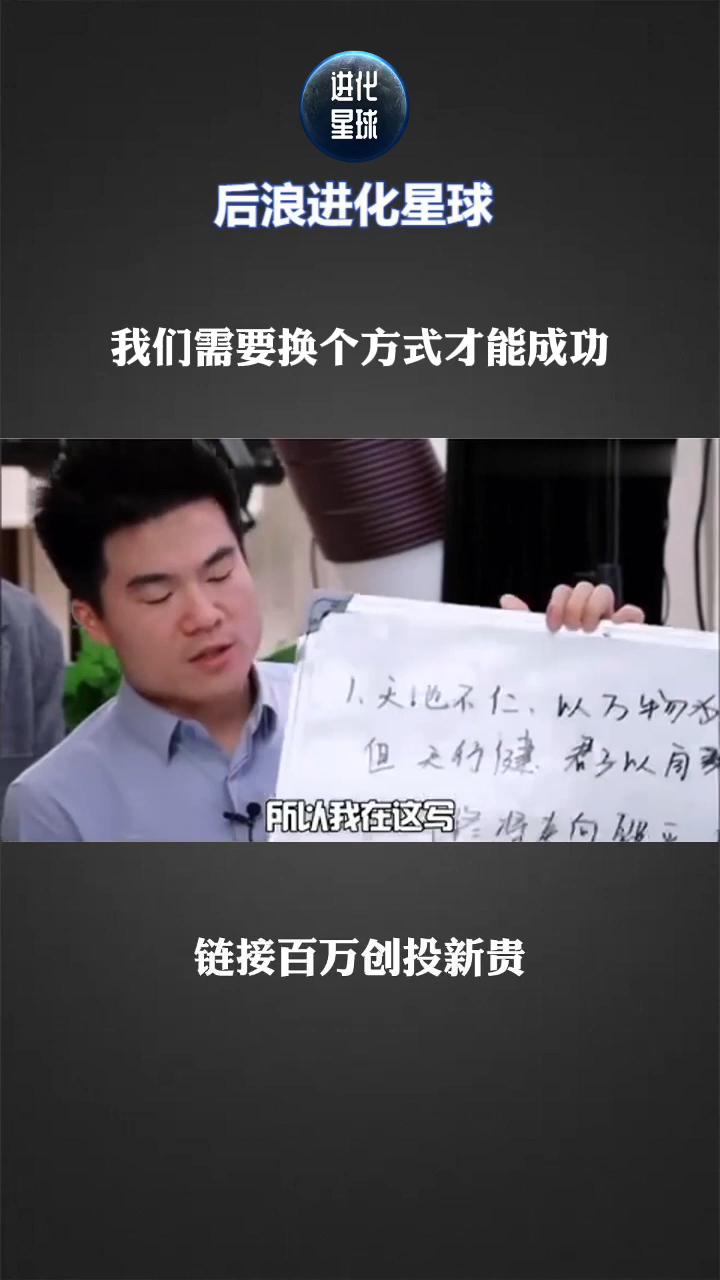 进化
星球
后浪进化星球
我们需要换个方式才能成功
1.天地不仁、以万物为
但天行健 君子以自
所以我在这写
链接百万创投新贵